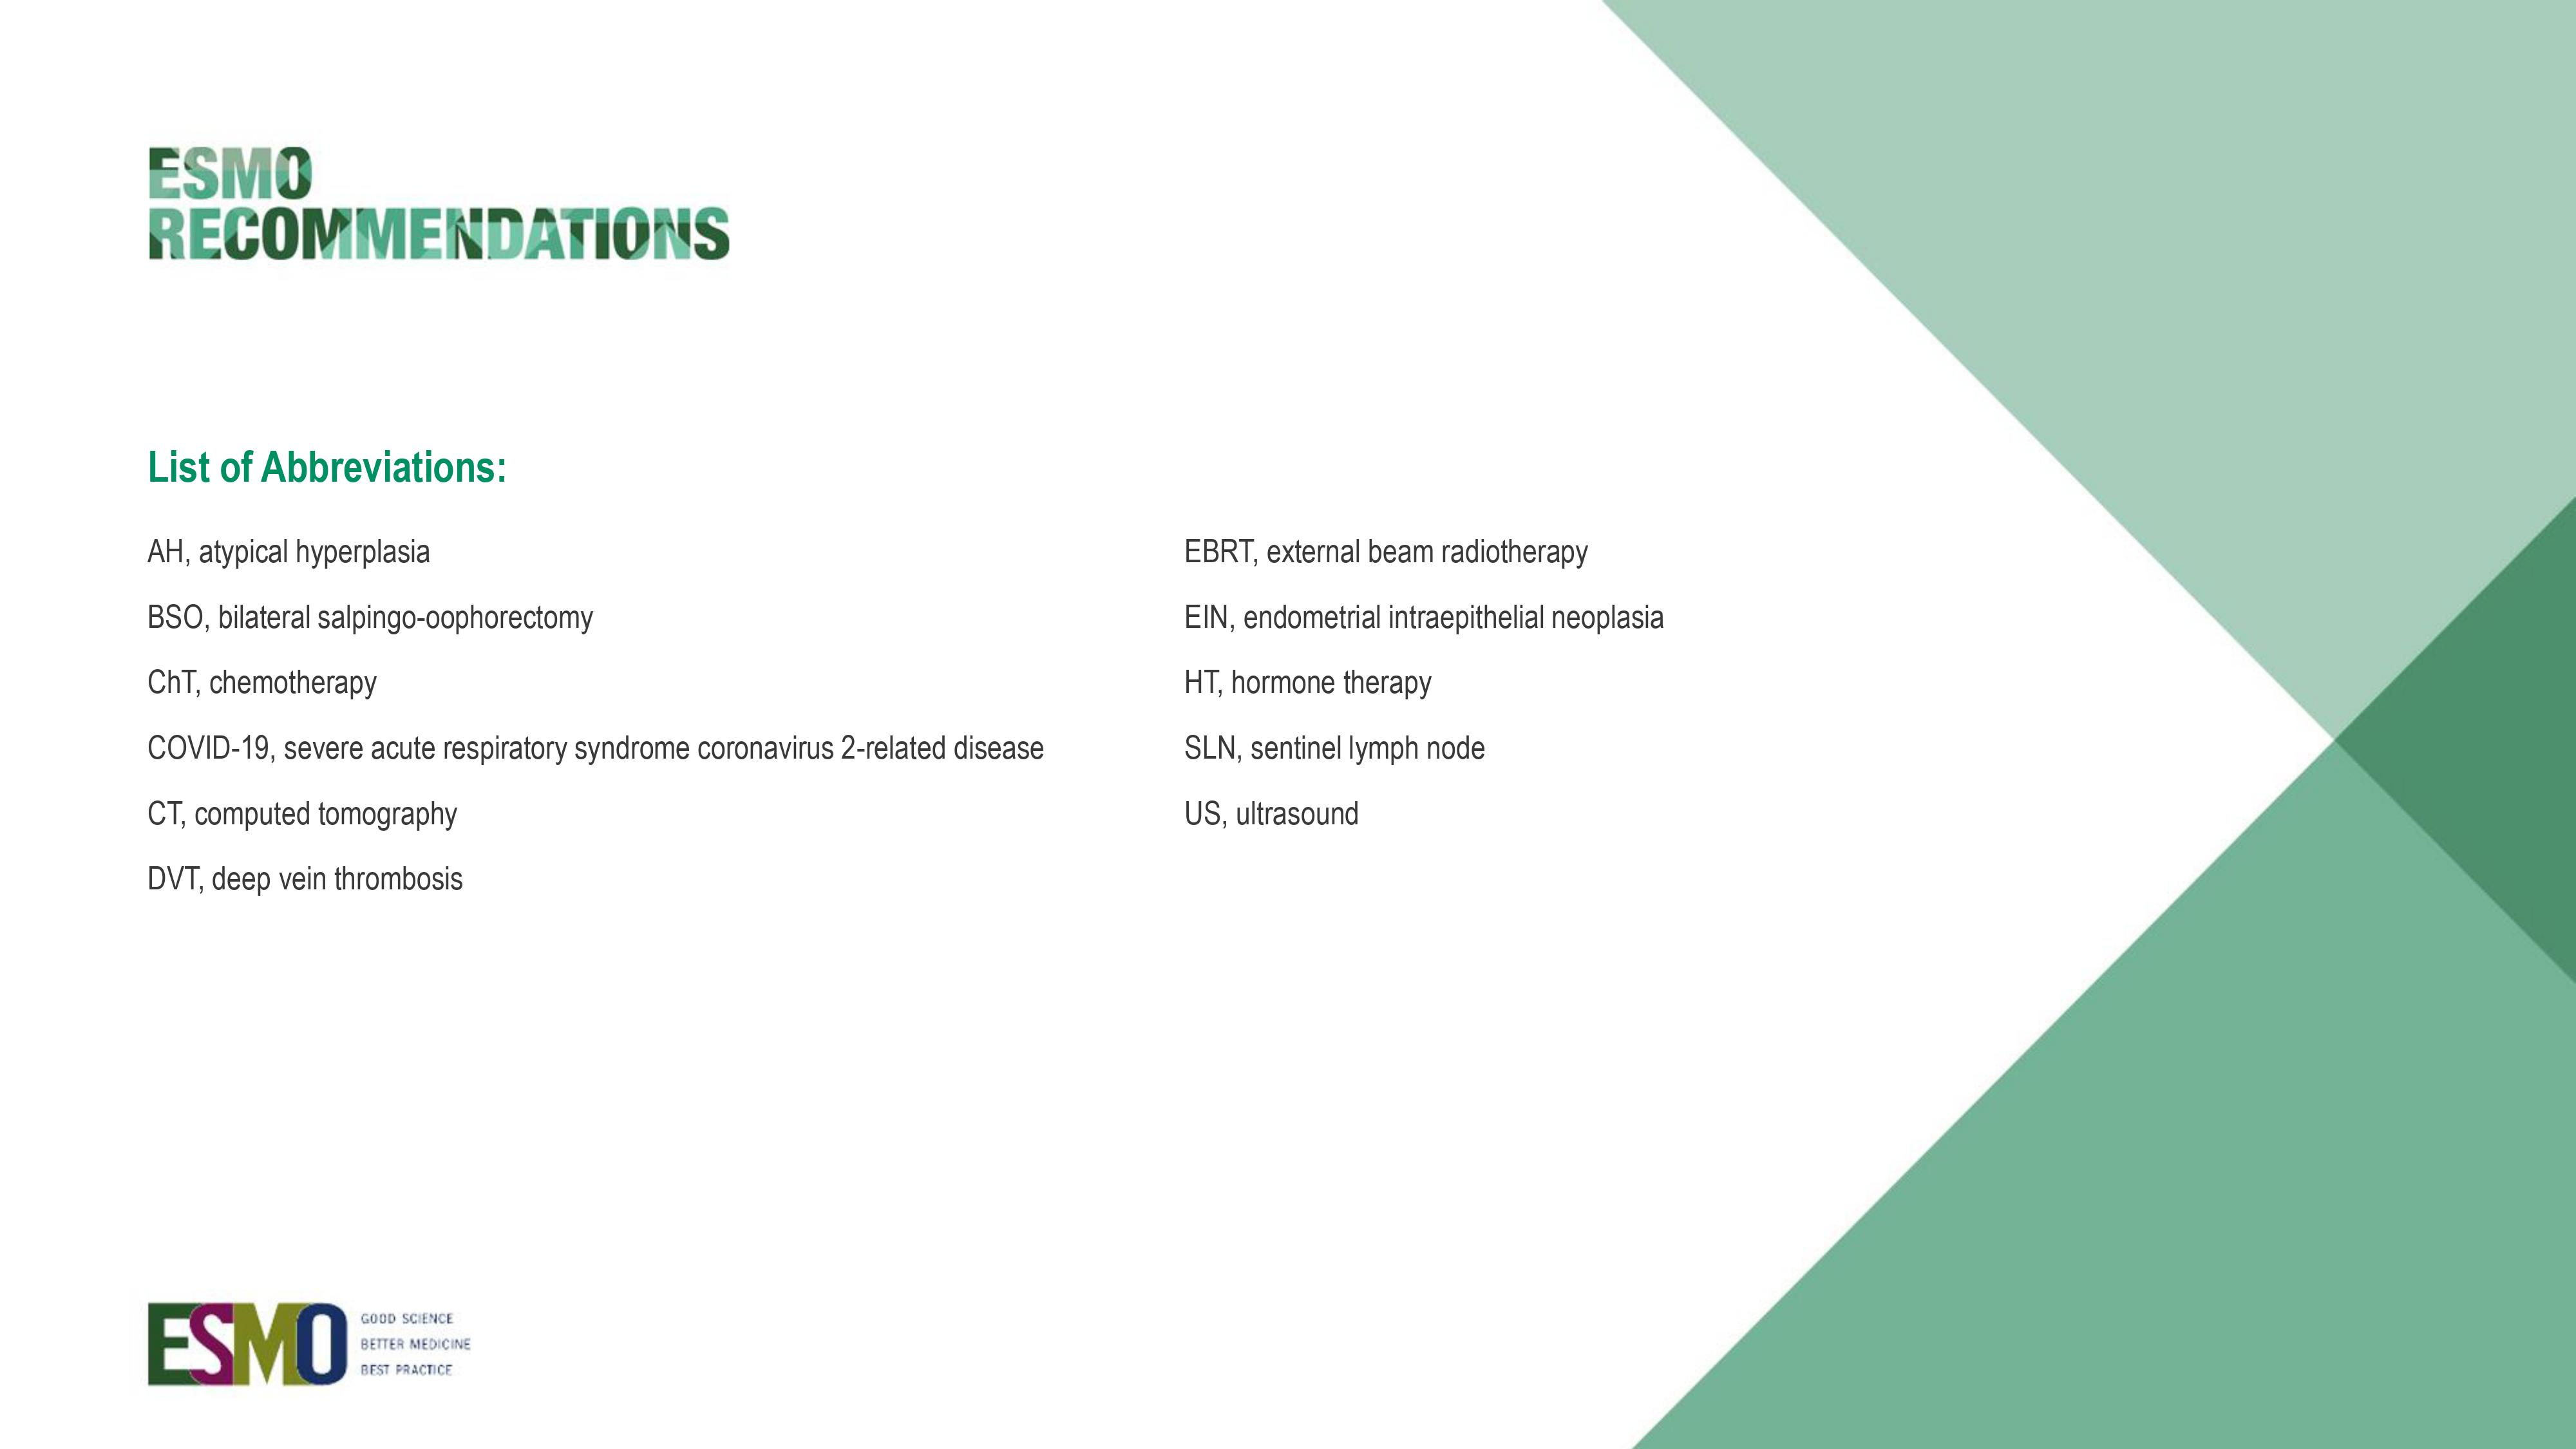 ESMO
RECOMMENDATIONS
List of Abbreviations:
AH, atypical hyperplasia
BSO, bilateral salpingo-oophorectomy
ChT, chemotherapy
COVID-19, severe acute respiratory syndrome coronavirus 2-related disease
CT, computed tomography
DVT, deep vein thrombosis
EBRT, external beam radiotherapy
EIN, endometrial intraepithelial neoplasia
HT, hormone therapy
SLN, sentinel lymph node
US, ultrasound
ESMO
GOOD SCIENCE
BETTER MEDICINE
BEST PRACTICE